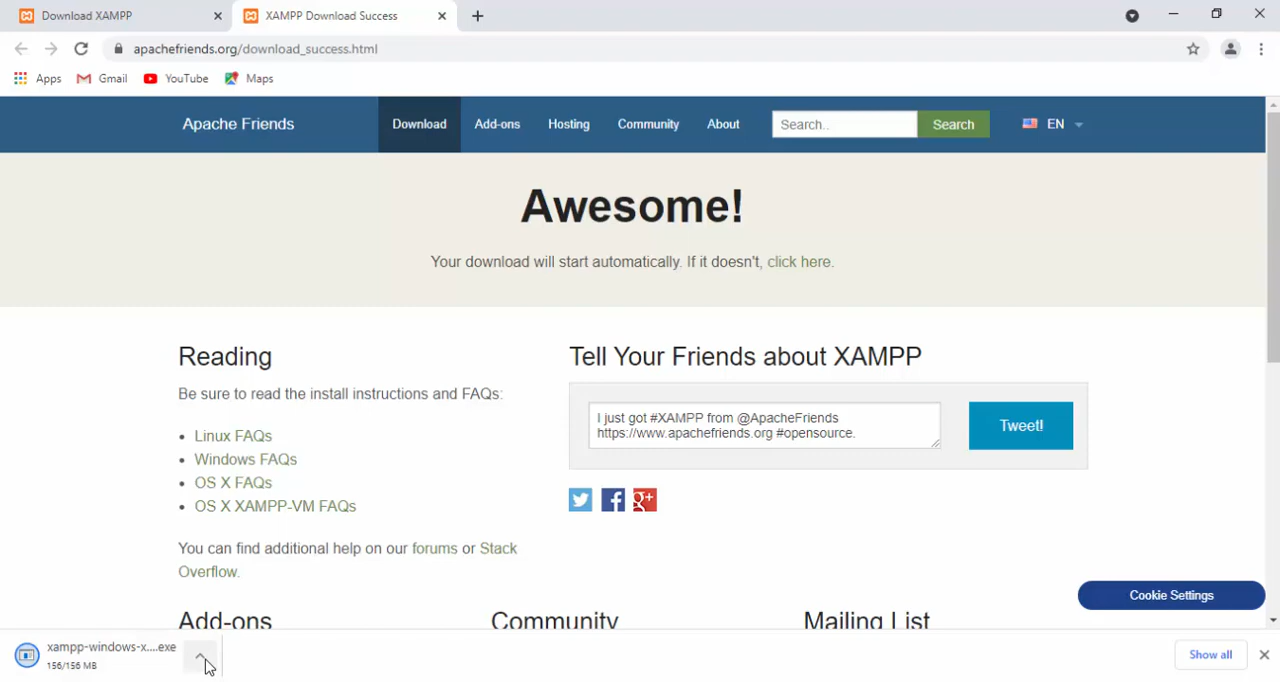 Download XAMPP
XAMPP Download Success
apachefriends.org/download_success.html
Apps
Gmail
YouTube
Maps
Apache Friends
Download
Add-ons
Hosting
Community
About
Search..
Search
EN
Awesome!
Your download will start automatically. If it doesn't, click here.
Reading
Be sure to read the install instructions and FAQs:
• Linux FAQs
• Windows FAQs
• OS X FAQs
• OS X XAMPP-VM FAQs
You can find additional help on our forums or Stack
Overflow.
Tell Your Friends about XAMPP
I just got #XAMPP from @ApacheFriends
https://www.apachefriends.org #opensource.
Tweet!
Cookie Settings
Add-ons
Community
Mailing List
xampp-windows-x....exe
156/156 MB
Show all